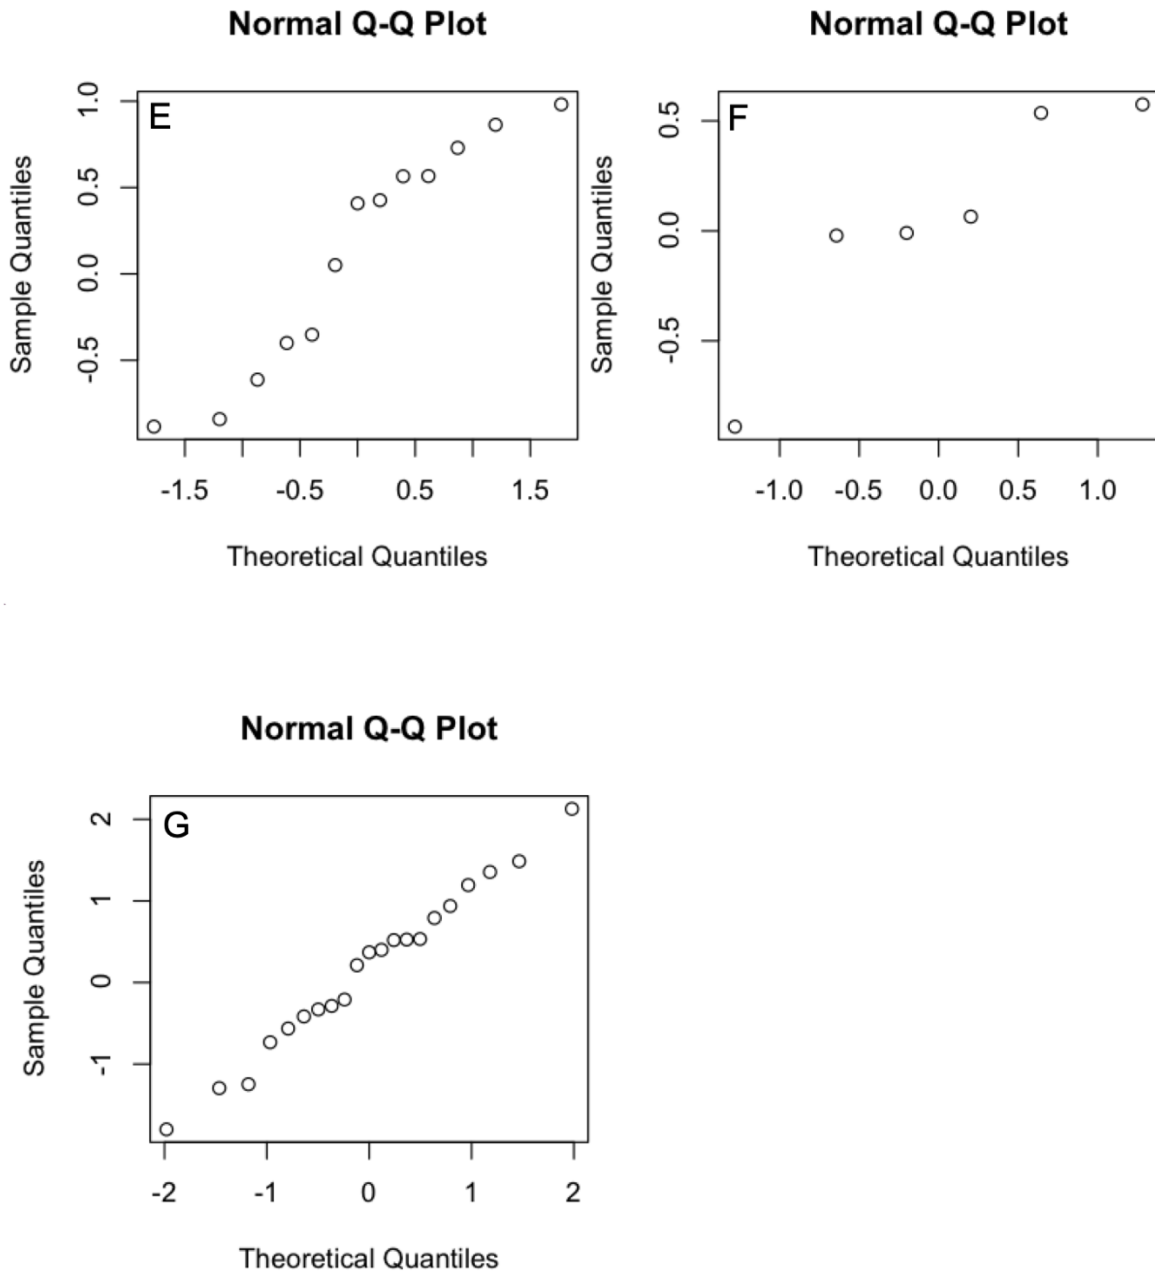 Normal Q-Q Plot
E
1.0
0.5
0.0
-0.5
Sample Quantiles
-1.5 -0.5 0.5 1.5
Theoretical Quantiles
Normal Q-Q Plot
F
0.5
0.0
-0.5
Sample Quantiles
-1.0 -0.5 0.0 0.5 1.0
Theoretical Quantiles
Normal Q-Q Plot
G
2
1
0
-1
Sample Quantiles
-2 -1 0 1 2
Theoretical Quantiles